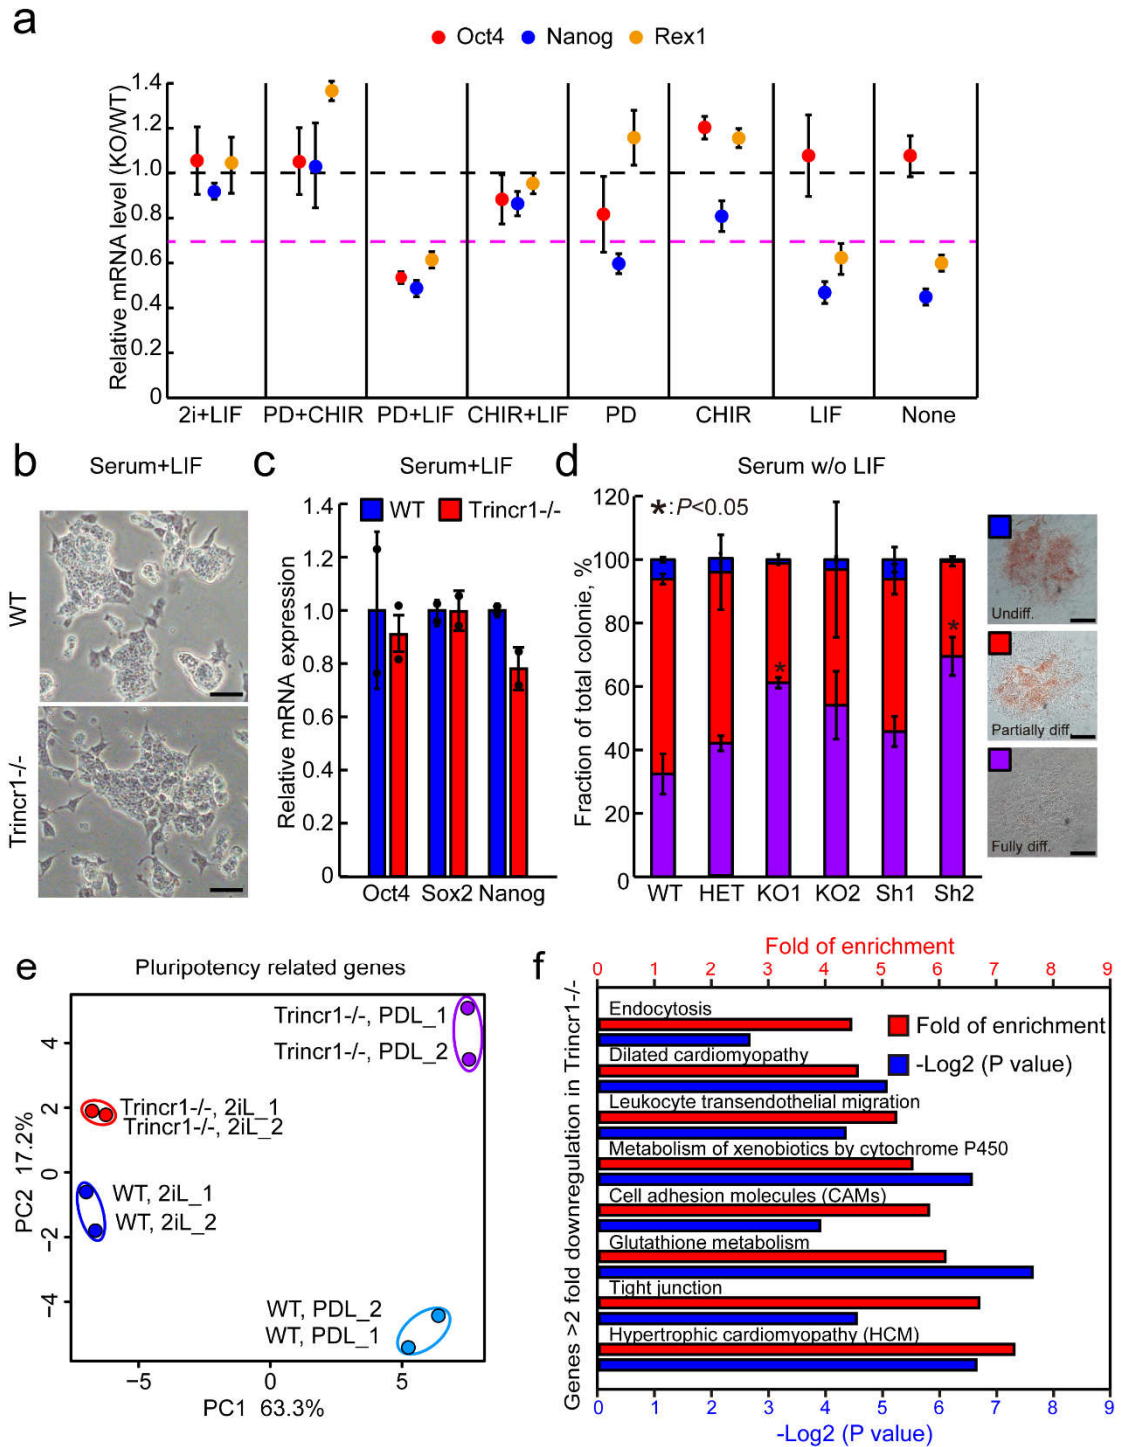 a
Oct4 Nanog Rex1
Relative mRNA level (KO/WT)
1.4
1.2
1.0
0.8
0.6
0.4
0.2
0
2i+LIF PD+CHIR PD+LIF CHIR+LIF PD CHIR LIF None
b
Serum+LIF
WT
Trincr1-/-
c
Serum+LIF
WT Trincr1-/-
Relative mRNA expression
1.4
1.2
1.0
0.8
0.6
0.4
0.2
0
Oct4 Sox2 Nanog
d
Serum w/o LIF
*:P<0.05
Fraction of total colonie, %
120
100
80
60
40
20
0
*
*
WT HET KO1 KO2 Sh1 Sh2
Undiff.
Partially diff.
Fully diff.
e
Pluripotency related genes
Trincr1-/-, PDL_1
Trincr1-/-, PDL_2
Trincr1-/-, 2iL_1
Trincr1-/-, 2iL_2
WT, 2iL_1
WT, 2iL_2
WT, PDL_2
WT, PDL_1
PC2 17.2%
4
2
0
−2
−4
−5 0 5
PC1 63.3%
f
Fold of enrichment
0 1 2 3 4 5 6 7 8 9
Genes >2 fold downregulation in Trincr1-/-
Fold of enrichment
-Log2 (P value)
Endocytosis
Dilated cardiomyopathy
Leukocyte transendothelial migration
Metabolism of xenobiotics by cytochrome P450
Cell adhesion molecules (CAMs)
Glutathione metabolism
Tight junction
Hypertrophic cardiomyopathy (HCM)
0 1 2 3 4 5 6 7 8 9
-Log2 (P value)